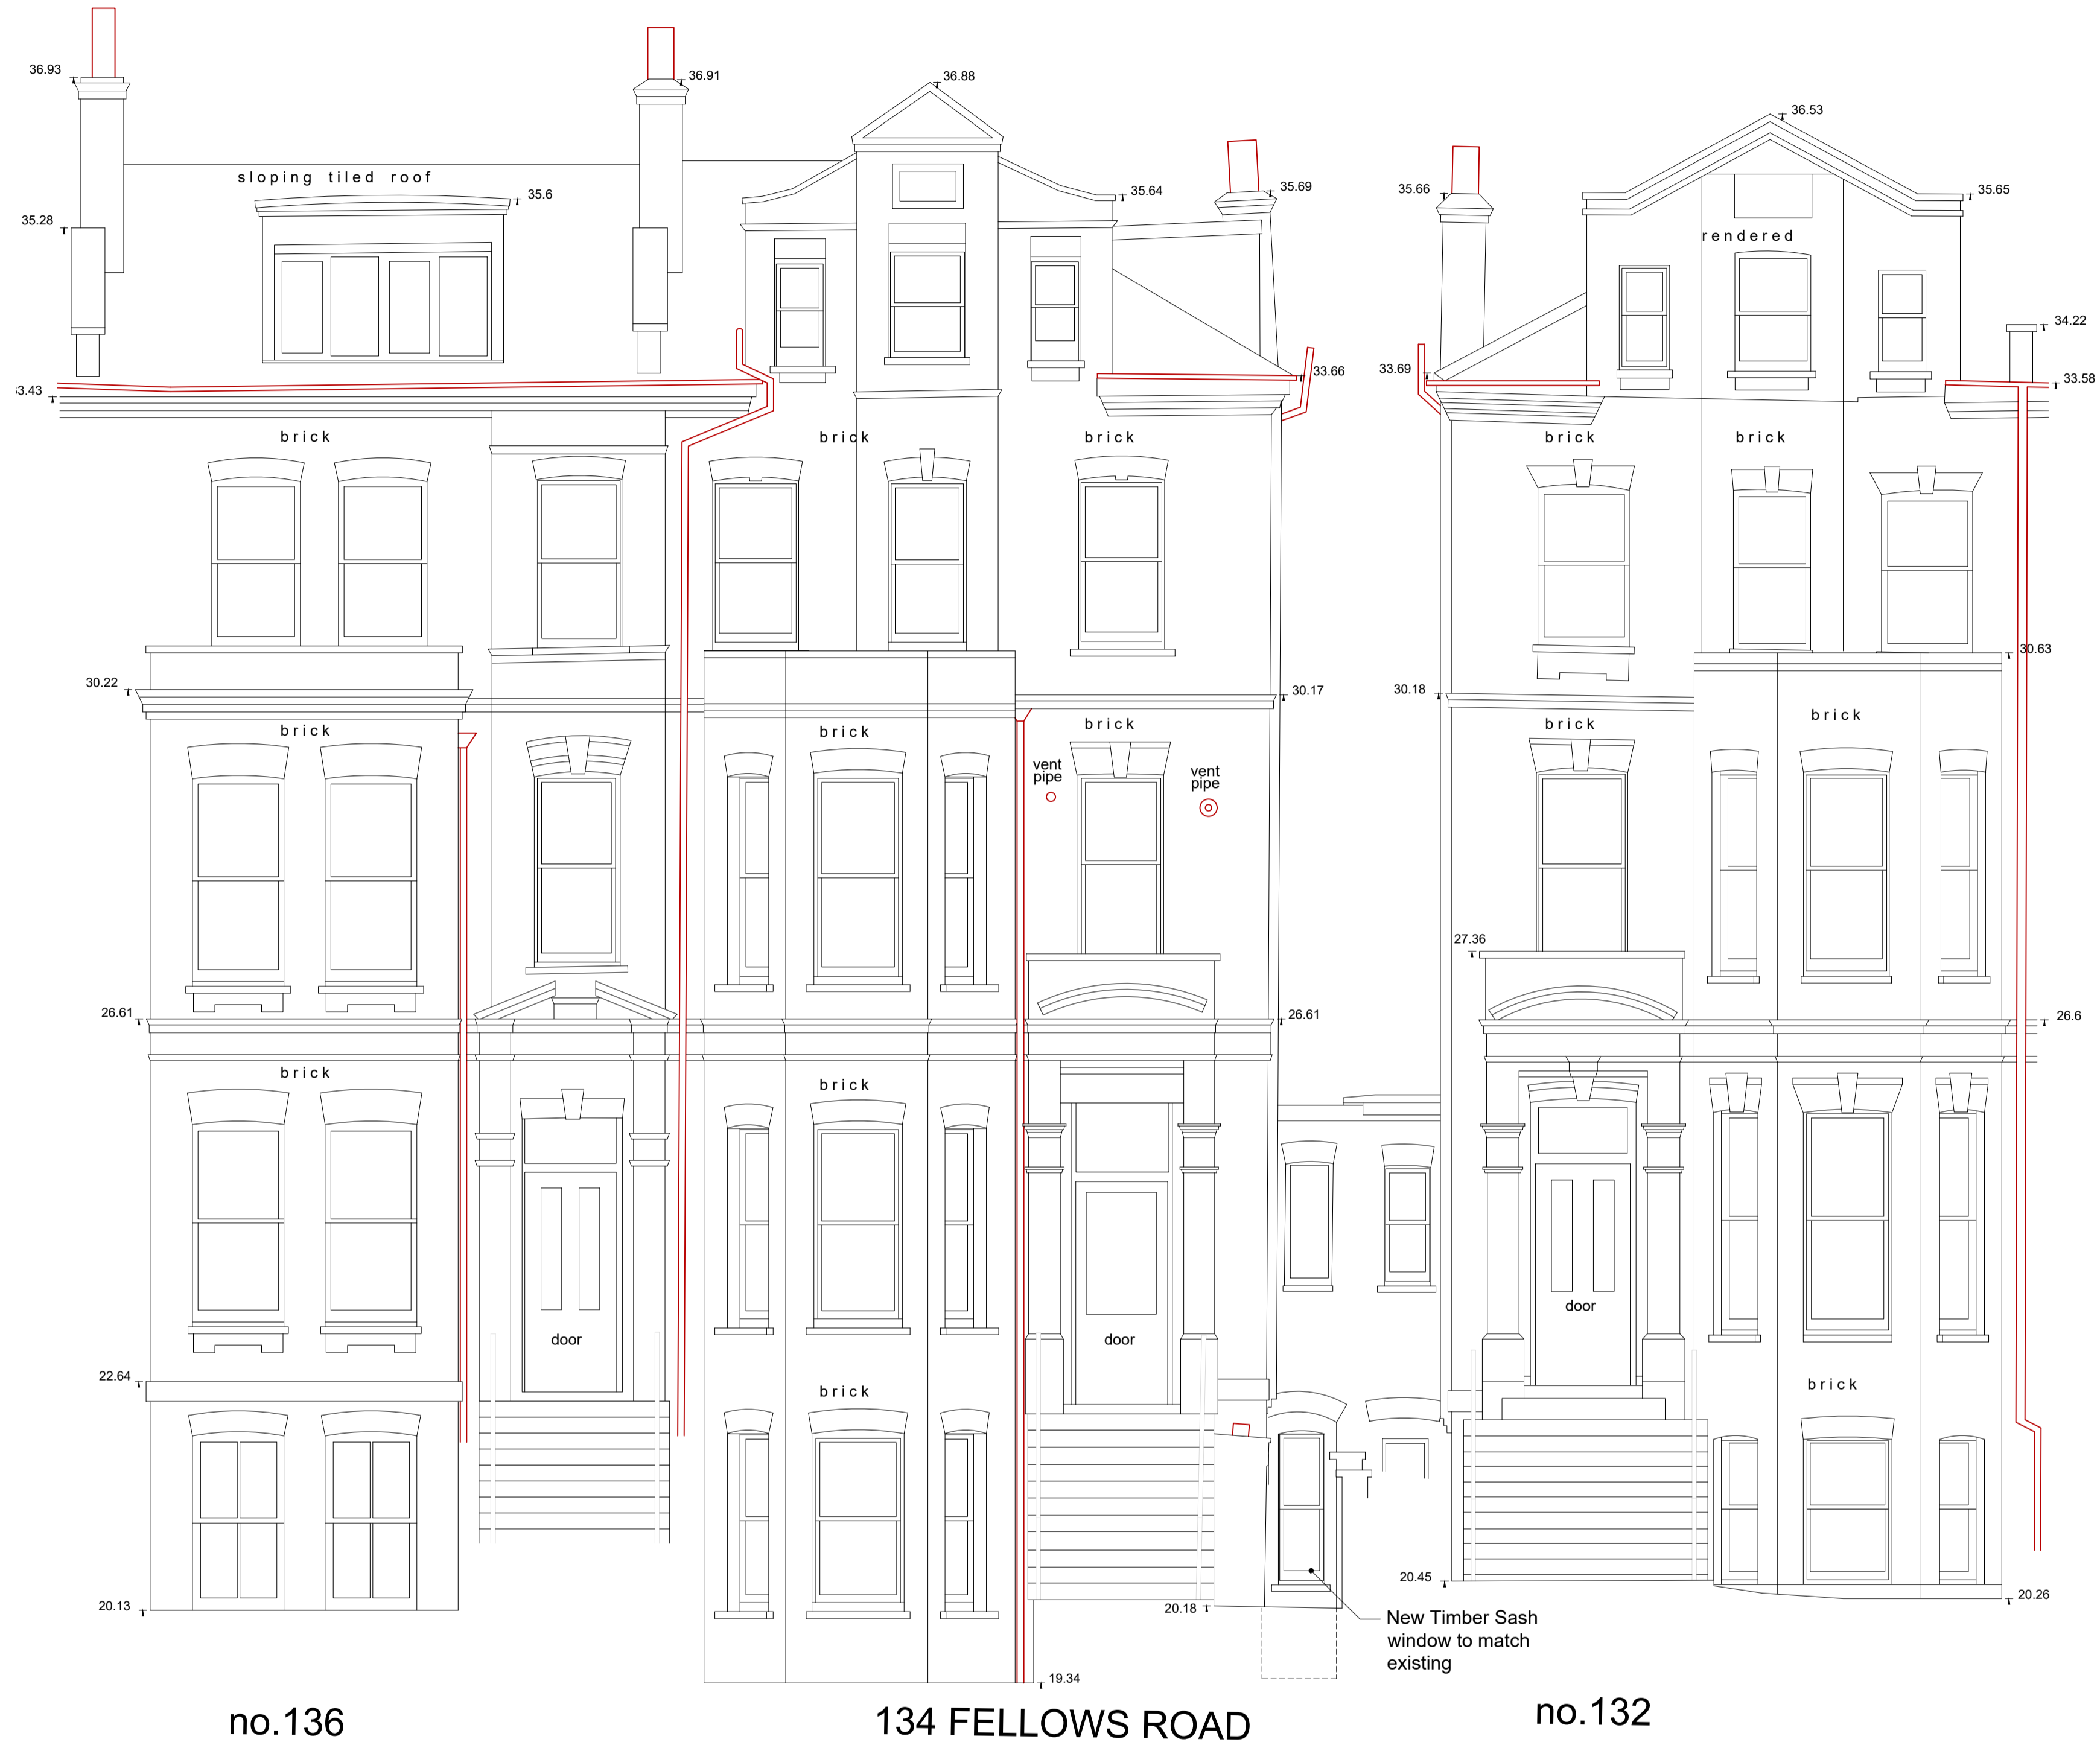 36.93
36.91
36.88
36.53
sloping tiled roof
35.6
35.64
35.69
35.66
35.65
35.28
rendered
34.22
33.66
33.69
33.58
3.43
brick
brick
brick
brick
brick
30.63
30.22
30.17
30.18
brick
brick
brick
brick
brick
vent
pipe
vent
pipe
27.36
26.61
26.61
26.6
brick
brick
door
door
door
22.64
brick
brick
20.13
20.18
20.45
20.26
New Timber Sash
window to match
existing
19.34
no.136
134 FELLOWS ROAD
no.132